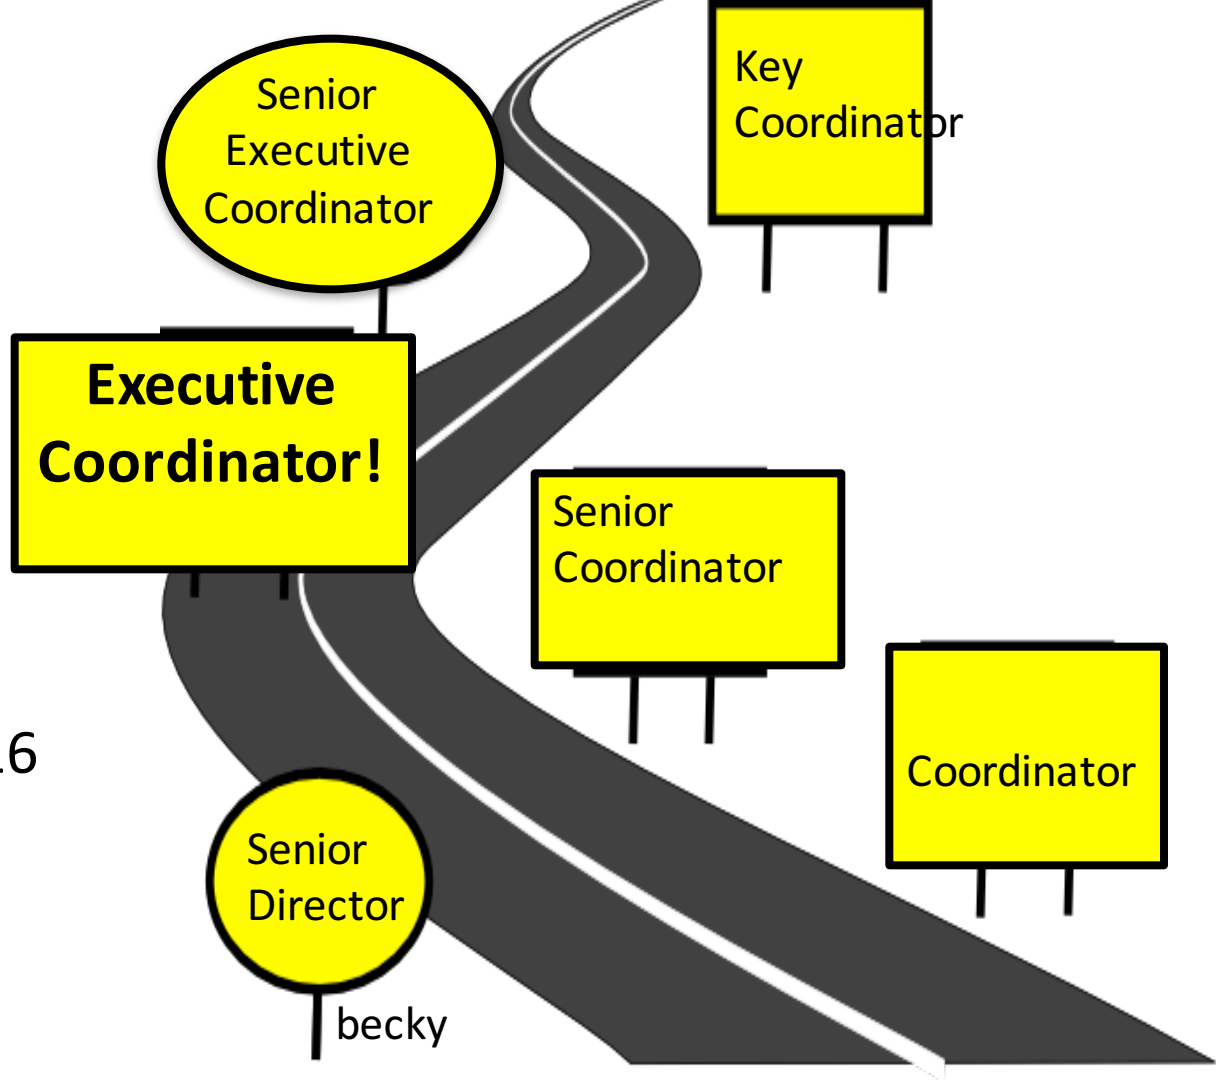 Key
Coordinator
Senior
Executive
Coordinator
Executive
Coordinator!
Senior
Coordinator
Coordinator
Senior
Director
becky